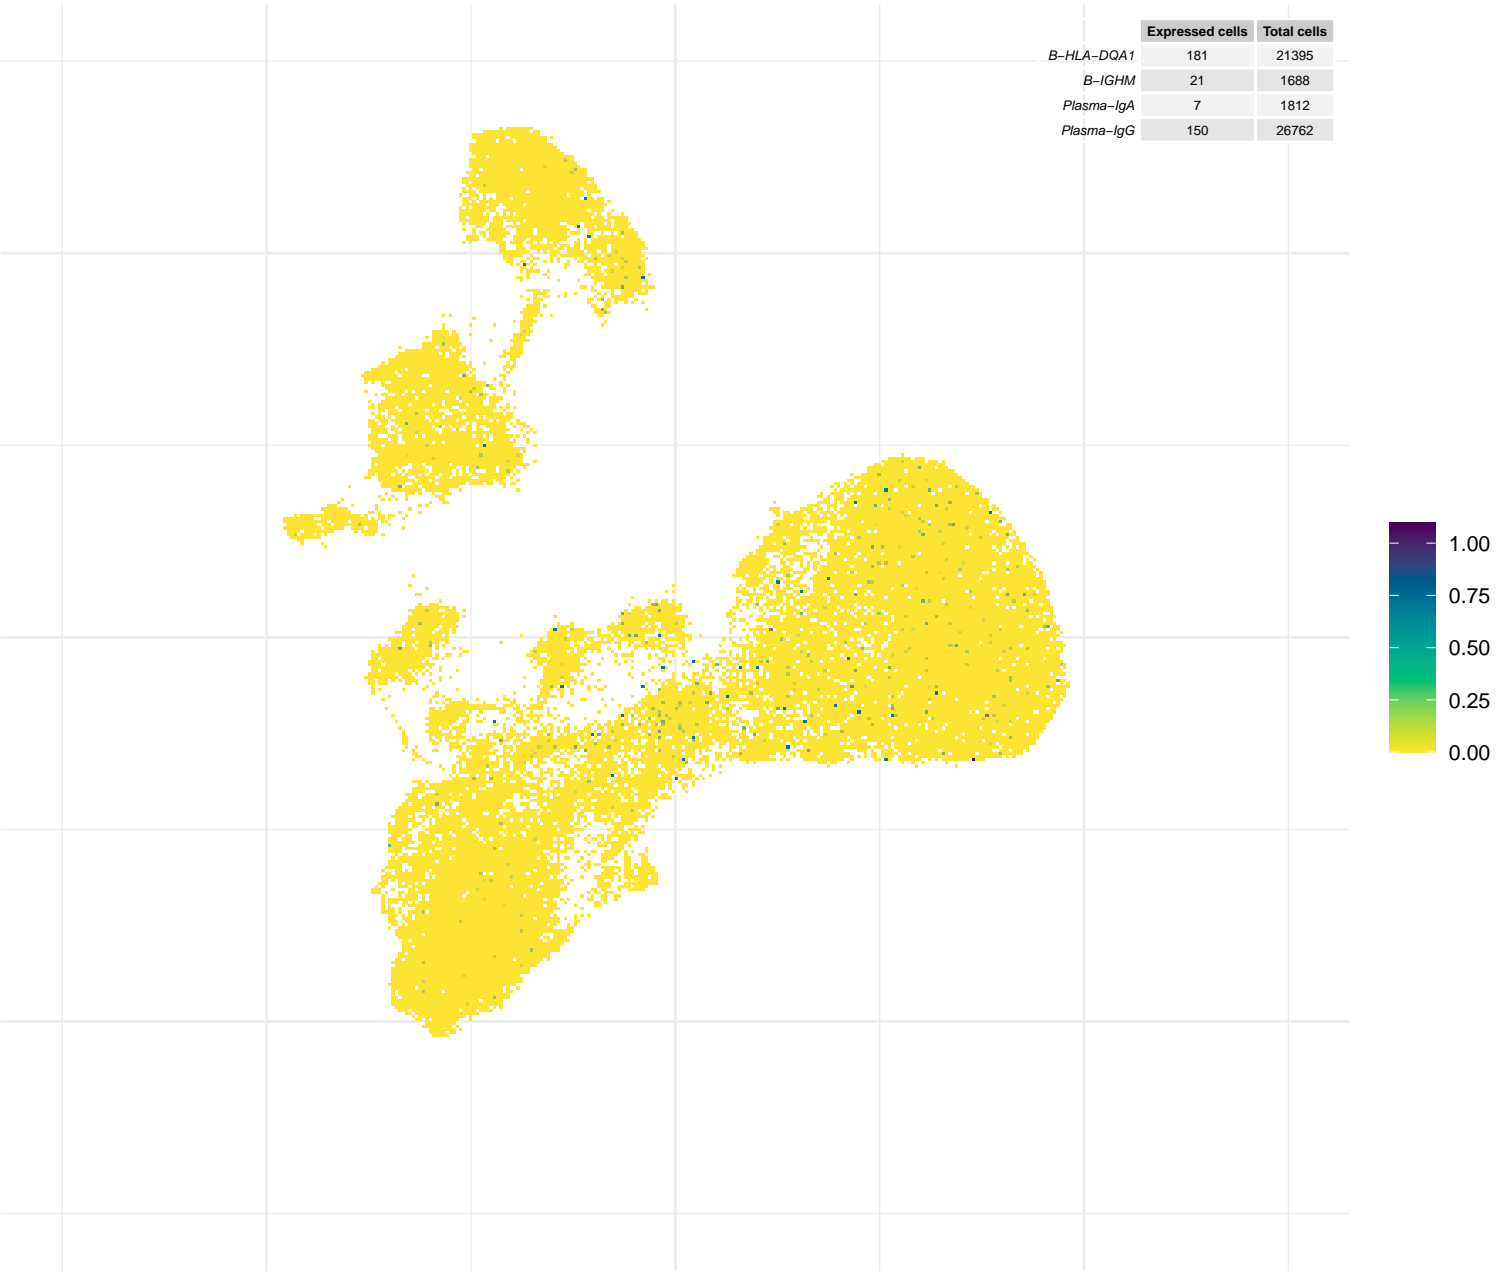 Expressed cells Total cells
B−HLA−DQA1 181 21395
B−IGHM 21 1688
Plasma−IgA 7 1812
Plasma−IgG 150 26762
1.00
0.75
0.50
0.25
0.00